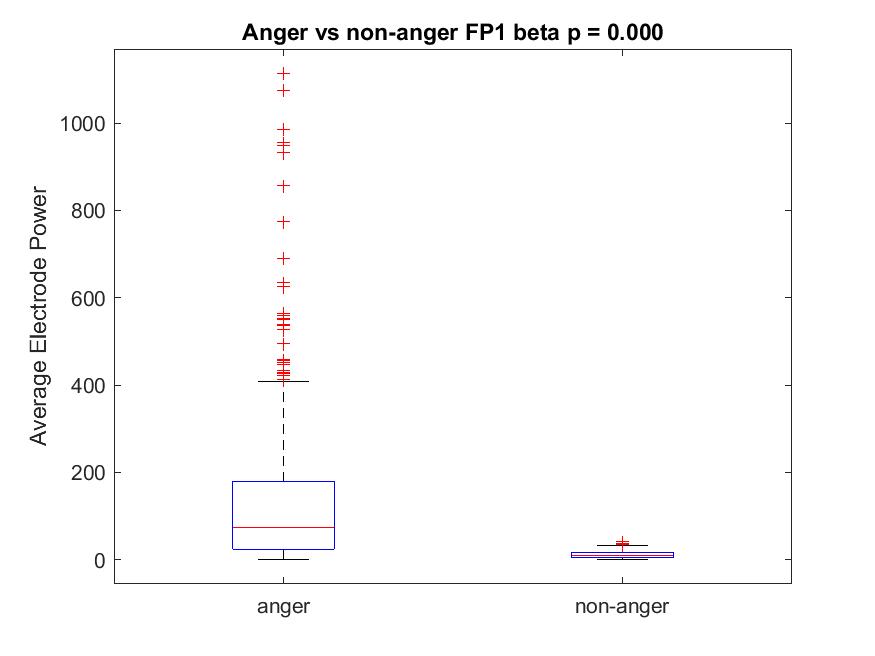 Anger vs non-anger FP1 beta p = 0.000
Average Electrode Power
1000
800
600
400
200
0
anger
non-anger